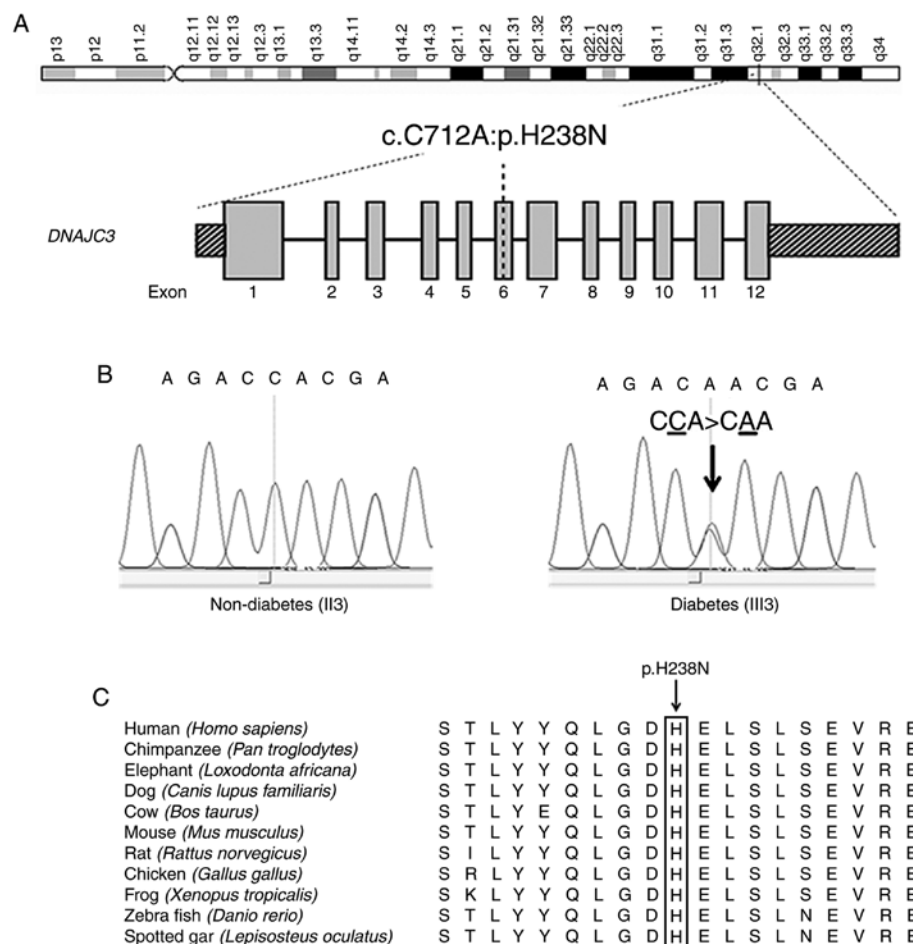 A
p13 p12 p11.2 q12.11 q12.12 q12.13 q12.3 q13.1 q13.3 q14.11 q14.2 q14.3 q21.1 q21.2 q21.31 q21.32 q21.33 q22.1 q22.2 q22.3 q31.1 q31.2 q31.3 q32.1 q32.3 q33.1 q33.2 q33.3 q34
c.C712A:p.H238N
DNAJC3
Exon 1 2 3 4 5 6 7 8 9 10 11 12
B
A G A C C A C G A
A G A C A A C G A
CCA>CAA
Non-diabetes (II3)
Diabetes (III3)
C
p.H238N
Human (Homo sapiens) S T L Y Y Q L G D H E L S L S E V R E
Chimpanzee (Pan troglodytes) S T L Y Y Q L G D H E L S L S E V R E
Elephant (Loxodonta africana) S T L Y Y Q L G D H E L S L S E V R E
Dog (Canis lupus familiaris) S T L Y Y Q L G D H E L S L S E V R E
Cow (Bos taurus) S T L Y E Q L G D H E L S L S E V R E
Mouse (Mus musculus) S T L Y Y Q L G D H E L S L S E V R E
Rat (Rattus norvegicus) S I L Y Y Q L G D H E L S L S E V R E
Chicken (Gallus gallus) S R L Y Y Q L G D H E L S L S E V R E
Frog (Xenopus tropicalis) S K L Y Y Q L G D H E L S L S E V R E
Zebra fish (Danio rerio) S T L Y Y Q L G D H E L S L N E V R E
Spotted gar (Lepisosteus oculatus) S T L Y Y Q L G D H E L S L N E V R E